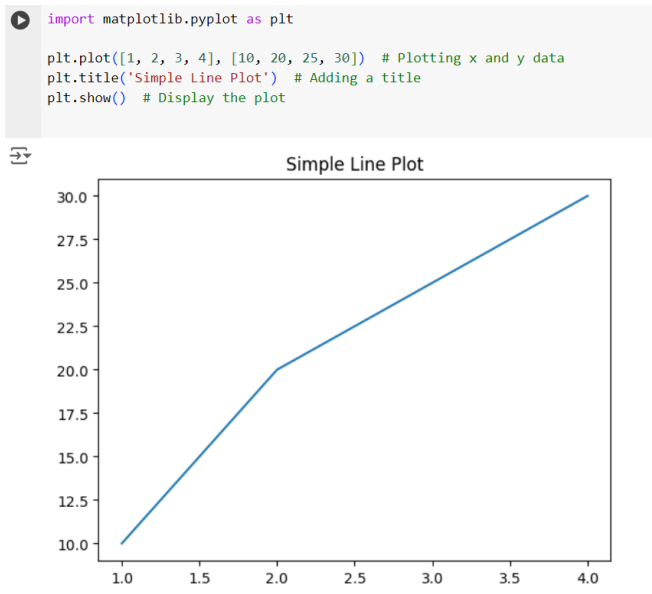 import matplotlib.pyplot as plt
plt.plot([1, 2, 3, 4], [10, 20, 25, 30])  # Plotting x and y data
plt.title('Simple Line Plot')  # Adding a title
plt.show()  # Display the plot
Simple Line Plot
30.0
27.5
25.0
22.5
20.0
17.5
15.0
12.5
10.0
1.0 1.5 2.0 2.5 3.0 3.5 4.0